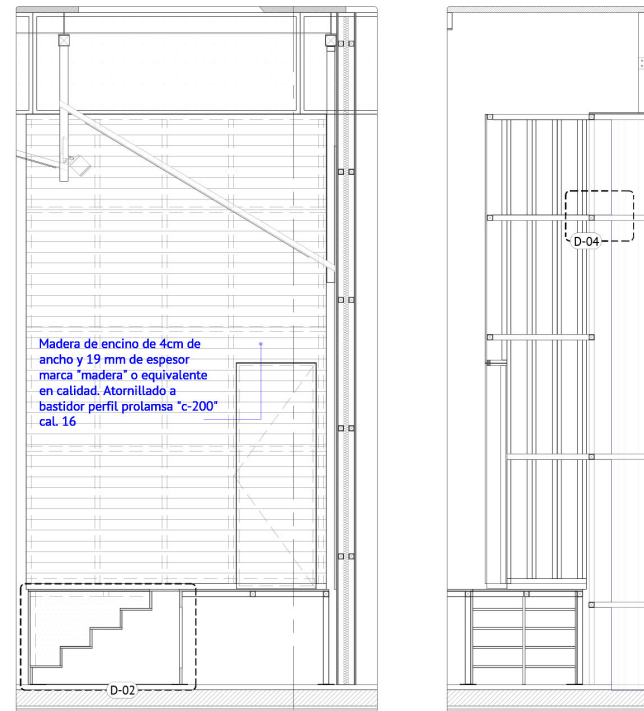 D-04
Madera de encino de 4cm de
ancho y 19 mm de espesor
marca "madera" o equivalente
en calidad. Atornillado a
bastidor perfil prolamsa "c-200"
cal. 16
D-02